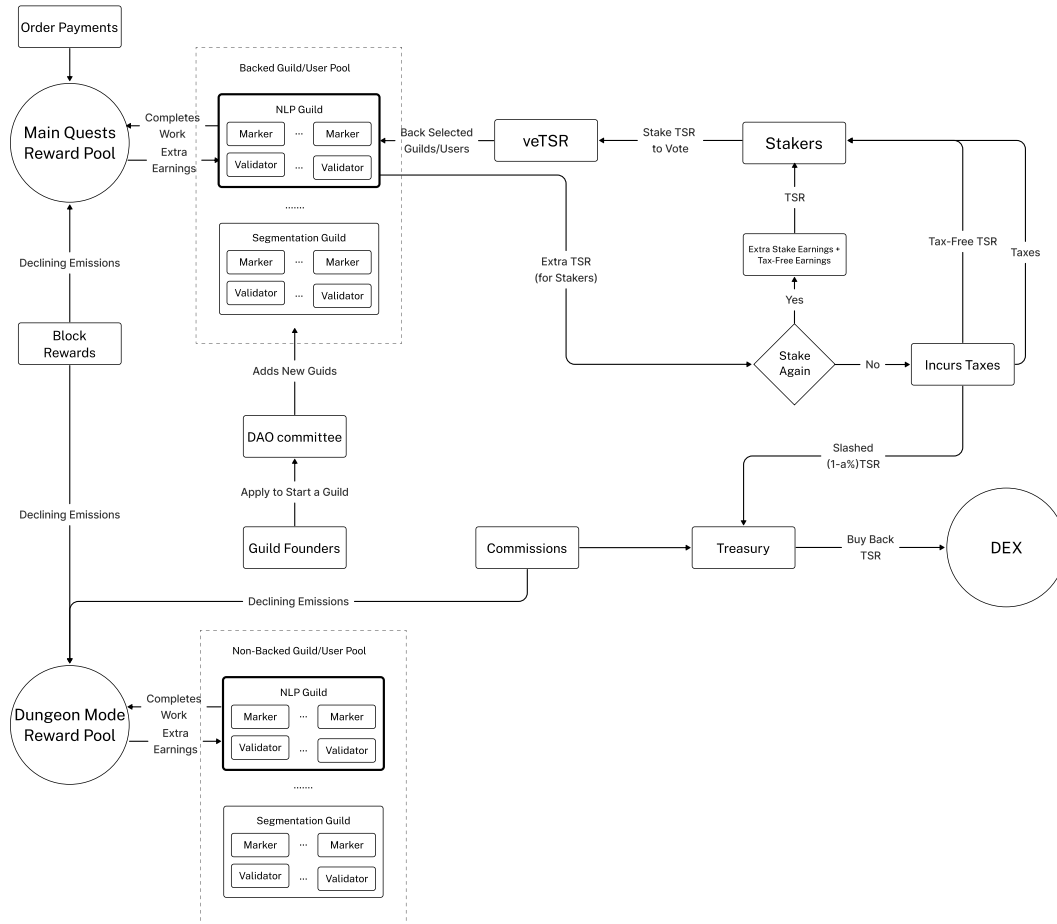 Order Payments
Main Quests
Reward Pool
Completes
Work
Extra
Earnings
Backed Guild/User Pool
NLP Guild
Marker
...
Marker
Validator
...
Validator
.......
Segmentation Guild
Marker
...
Marker
Validator
...
Validator
Back Selected
Guilds/Users
veTSR
Stake TSR
to Vote
Stakers
TSR
Extra Stake Earnings +
Tax-Free Earnings
Yes
Tax-Free TSR
Taxes
Extra TSR
(for Stakers)
Stake
Again
No
Incurs Taxes
Declining Emissions
Block
Rewards
Adds New Guids
DAO committee
Apply to Start a Guild
Guild Founders
Slashed
(1-a%)TSR
Commissions
Treasury
Buy Back
TSR
DEX
Declining Emissions
Declining Emissions
Dungeon Mode
Reward Pool
Completes
Work
Extra
Earnings
Non-Backed Guild/User Pool
NLP Guild
Marker
...
Marker
Validator
...
Validator
.......
Segmentation Guild
Marker
...
Marker
Validator
...
Validator